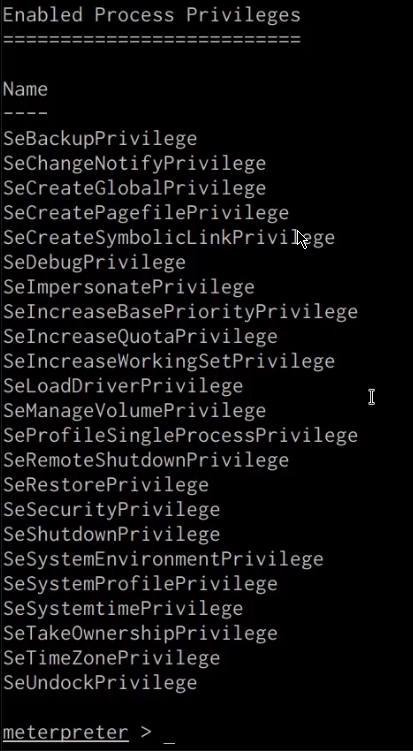 Enabled Process Privileges
==========================
Name
----
SeBackupPrivilege
SeChangeNotifyPrivilege
SeCreateGlobalPrivilege
SeCreatePagefilePrivilege
SeCreateSymbolicLinkPrivilege
SeDebugPrivilege
SeImpersonatePrivilege
SeIncreaseBasePriorityPrivilege
SeIncreaseQuotaPrivilege
SeIncreaseWorkingSetPrivilege
SeLoadDriverPrivilege
SeManageVolumePrivilege
SeProfileSingleProcessPrivilege
SeRemoteShutdownPrivilege
SeRestorePrivilege
SeSecurityPrivilege
SeShutdownPrivilege
SeSystemEnvironmentPrivilege
SeSystemProfilePrivilege
SeSystemtimePrivilege
SeTakeOwnershipPrivilege
SeTimeZonePrivilege
SeUndockPrivilege
meterpreter > _